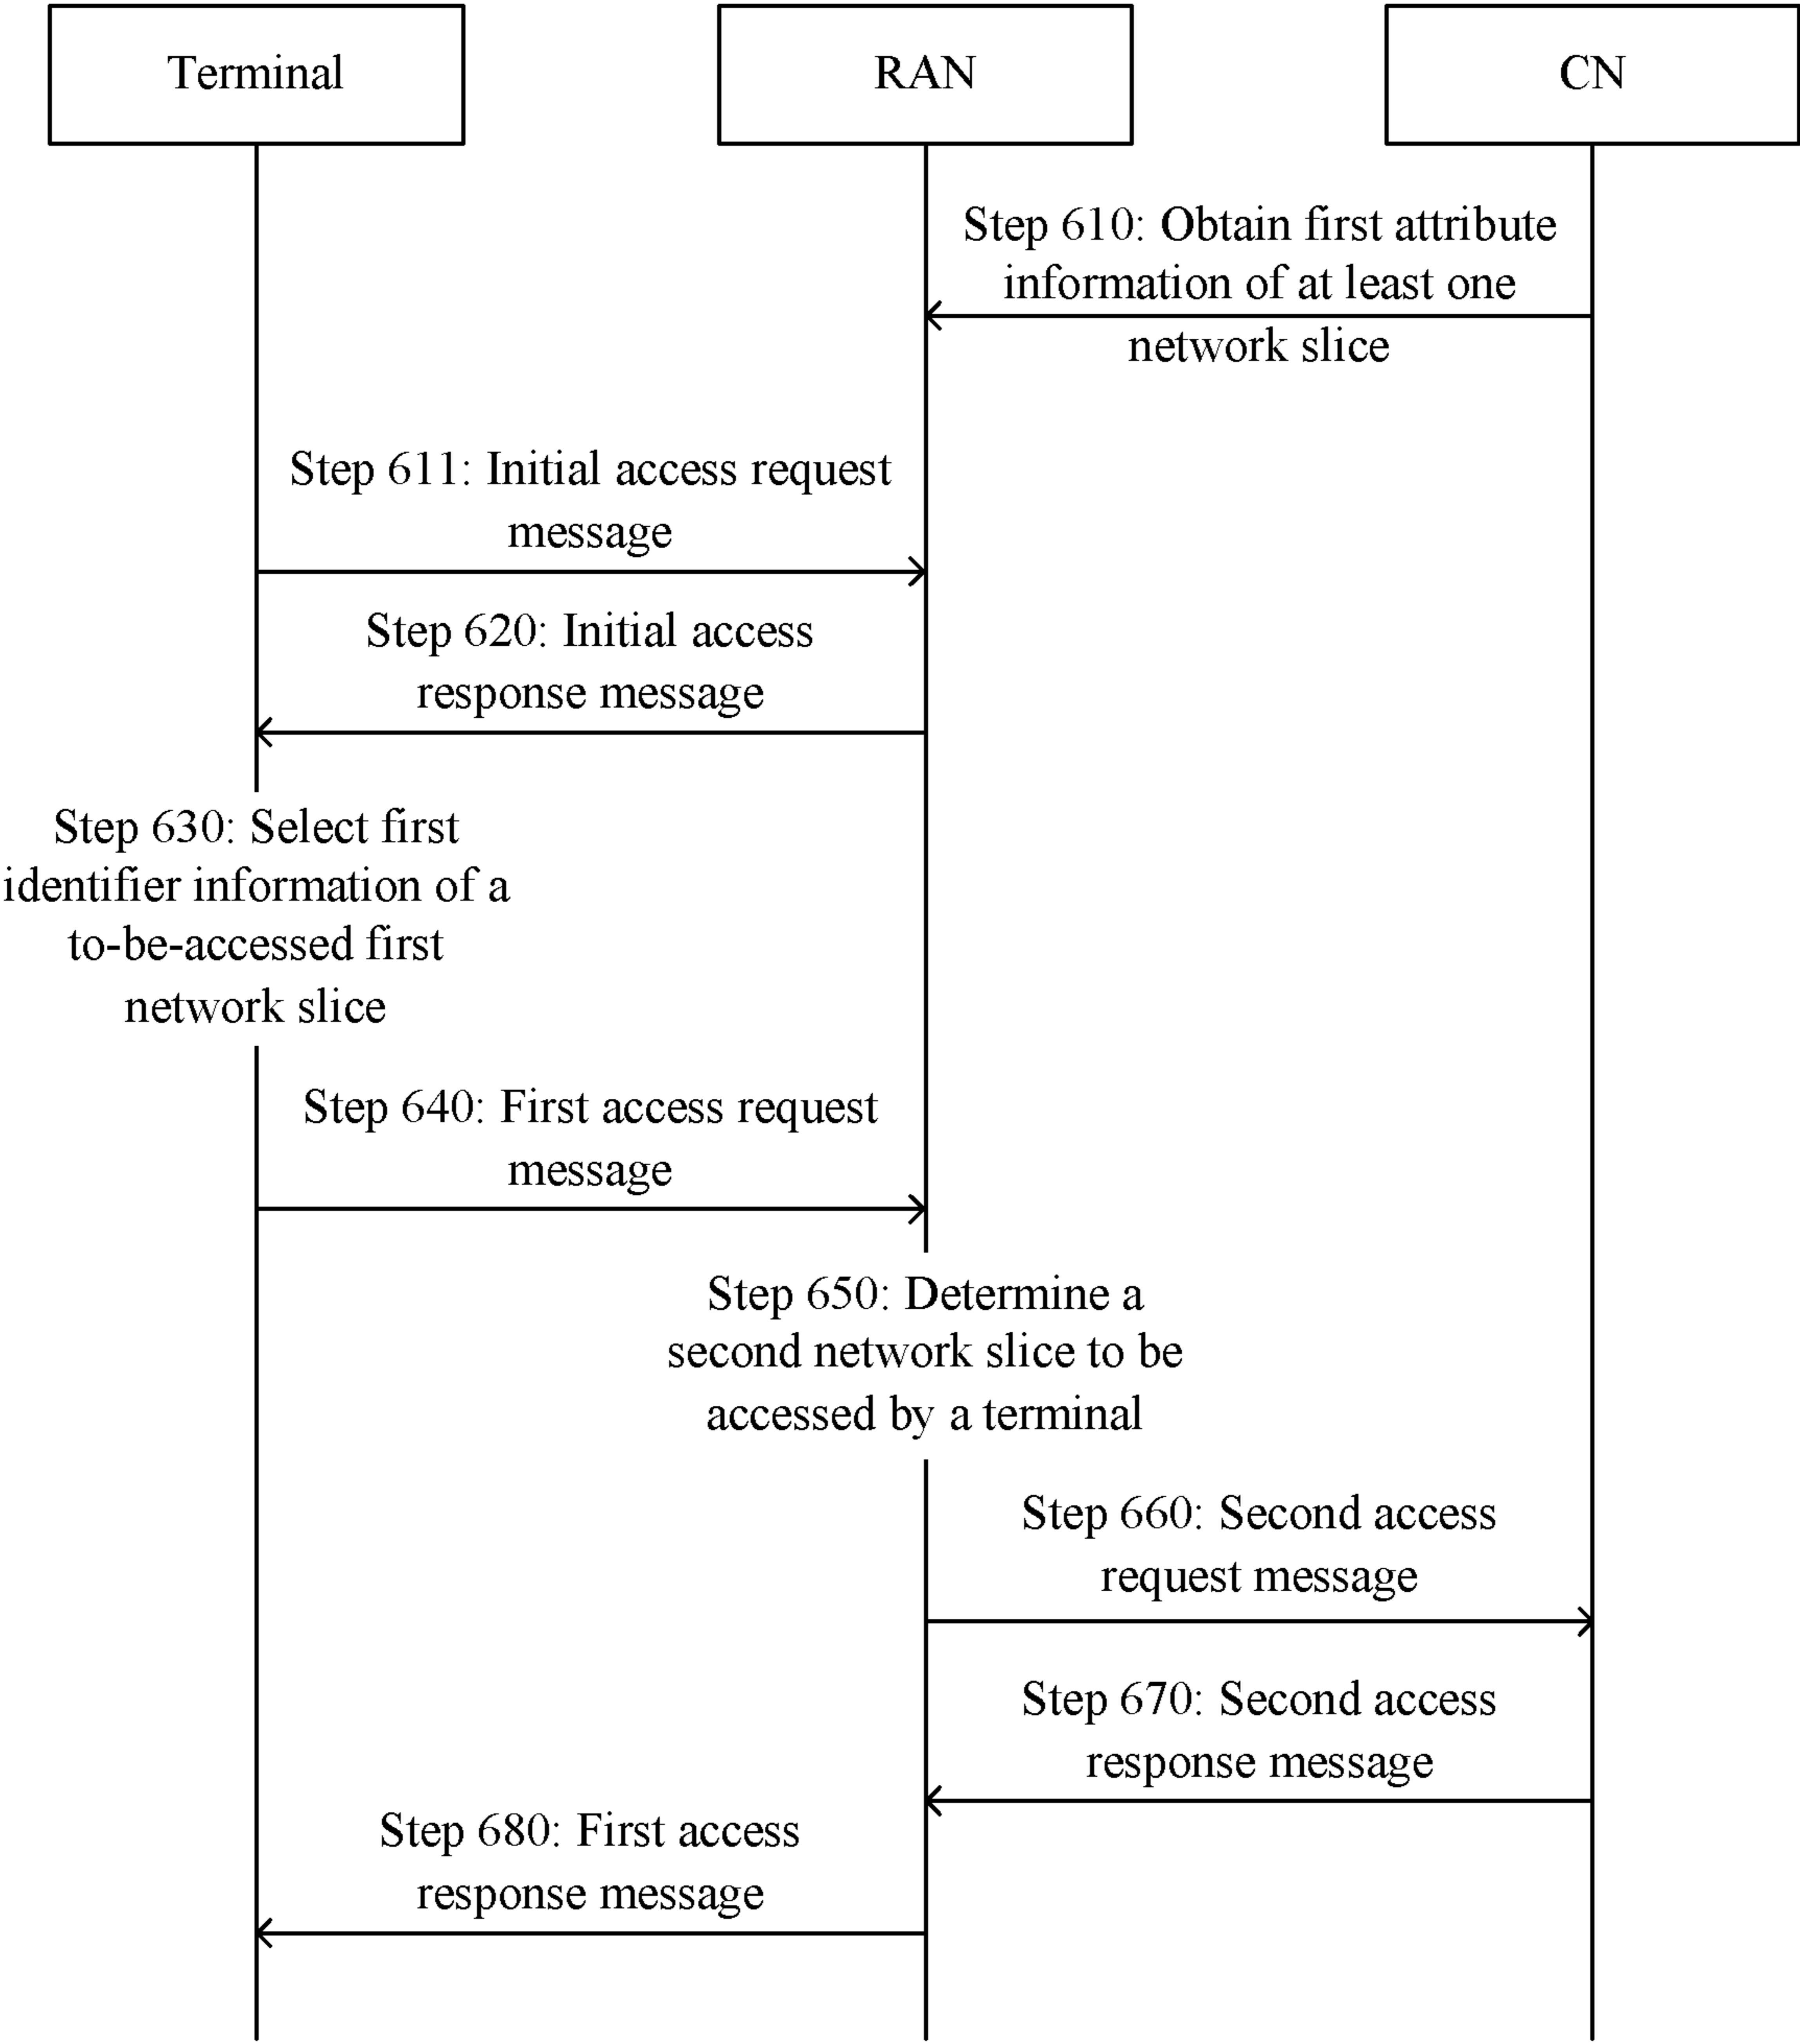 Terminal
RAN
CN
Step 610: Obtain first attribute
information of at least one
network slice
Step 611: Initial access request
message
Step 620: Initial access
response message
Step 630: Select first
identifier information of a
to-be-accessed first
network slice
Step 640: First access request
message
Step 650: Determine a
second network slice to be
accessed by a terminal
Step 660: Second access
request message
Step 670: Second access
response message
Step 680: First access
response message